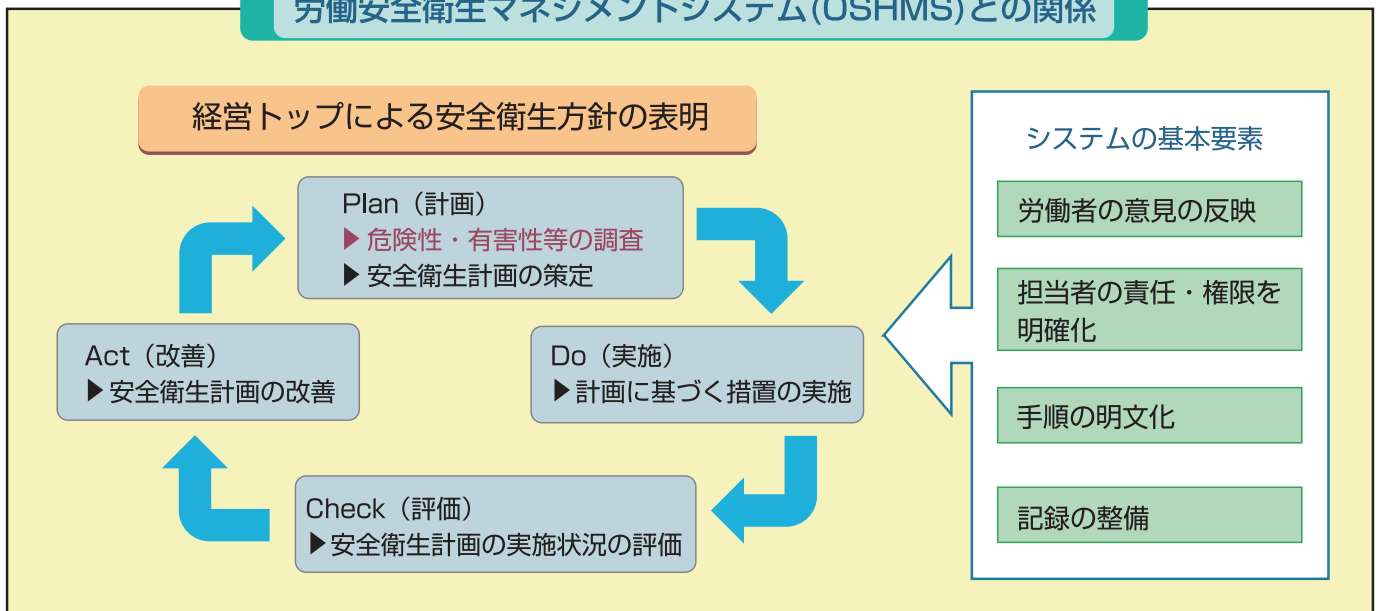 労働安全衛生マネジメントシステム(OSHMS)との関係
経営トップによる安全衛生方針の表明
Plan（計画）
▶危険性・有害性等の調査
▶安全衛生計画の策定
Do（実施）
▶計画に基づく措置の実施
Check（評価）
▶安全衛生計画の実施状況の評価
Act（改善）
▶安全衛生計画の改善
システムの基本要素
労働者の意見の反映
担当者の責任・権限を
明確化
手順の明文化
記録の整備